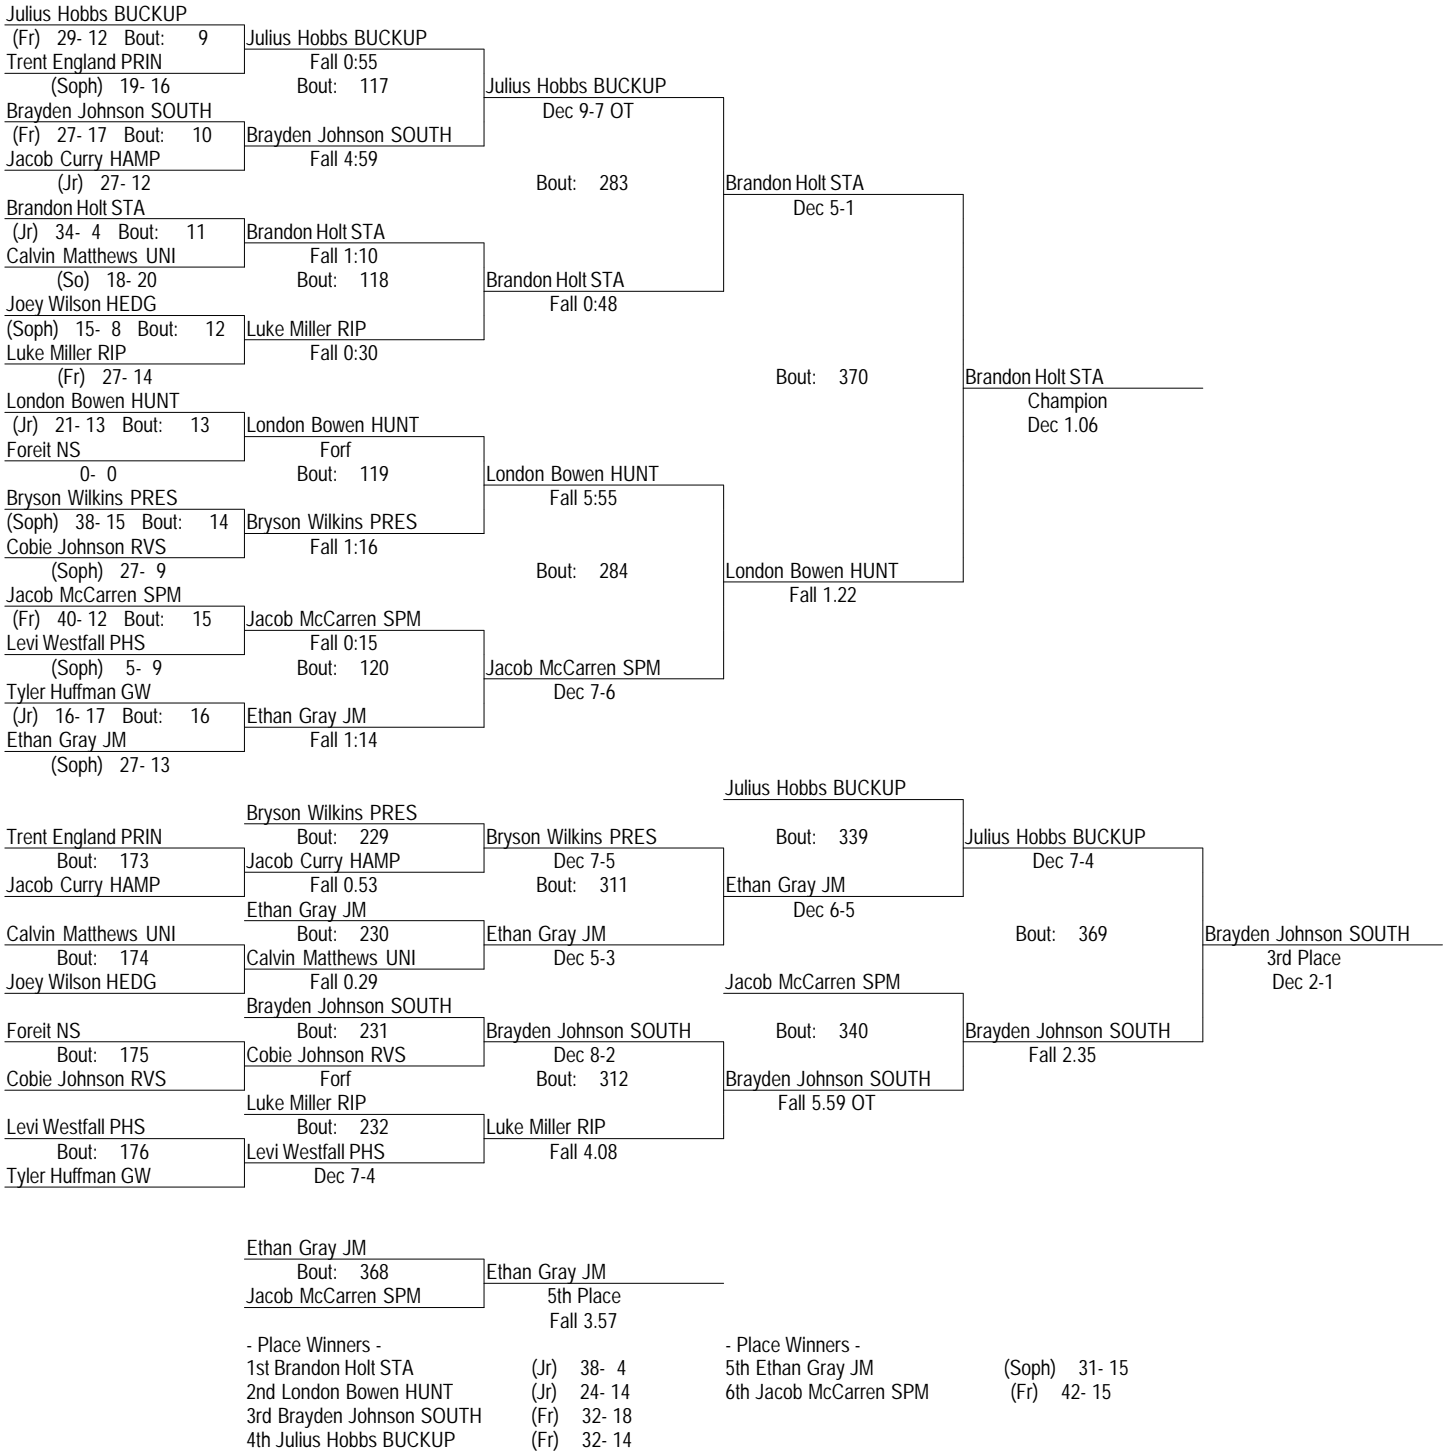 Julius Hobbs BUCKUP
(Fr) 29- 12 Bout: 9 Julius Hobbs BUCKUP
Trent England PRIN Fall 0:55
(Soph) 19- 16 Bout: 117 Julius Hobbs BUCKUP
Brayden Johnson SOUTH Dec 9-7 OT
(Fr) 27- 17 Bout: 10 Brayden Johnson SOUTH
Jacob Curry HAMP Fall 4:59
(Jr) 27- 12 Bout: 283 Brandon Holt STA
Brandon Holt STA Dec 5-1
(Jr) 34- 4 Bout: 11 Brandon Holt STA
Calvin Matthews UNI Fall 1:10
(So) 18- 20 Bout: 118 Brandon Holt STA
Joey Wilson HEDG Fall 0:48
(Soph) 15- 8 Bout: 12 Luke Miller RIP
Luke Miller RIP Fall 0:30
(Fr) 27- 14 Bout: 370 Brandon Holt STA
London Bowen HUNT Champion
(Jr) 21- 13 Bout: 13 London Bowen HUNT Dec 1.06
Foreit NS Forf
0- 0 Bout: 119 London Bowen HUNT
Bryson Wilkins PRES Fall 5:55
(Soph) 38- 15 Bout: 14 Bryson Wilkins PRES
Cobie Johnson RVS Fall 1:16
(Soph) 27- 9 Bout: 284 London Bowen HUNT
Jacob McCarren SPM Fall 1.22
(Fr) 40- 12 Bout: 15 Jacob McCarren SPM
Levi Westfall PHS Fall 0:15
(Soph) 5- 9 Bout: 120 Jacob McCarren SPM
Tyler Huffman GW Dec 7-6
(Jr) 16- 17 Bout: 16 Ethan Gray JM
Ethan Gray JM Fall 1:14
(Soph) 27- 13
Julius Hobbs BUCKUP
Bryson Wilkins PRES
Trent England PRIN Bout: 229 Bryson Wilkins PRES Bout: 339 Julius Hobbs BUCKUP
Bout: 173 Jacob Curry HAMP Dec 7-5 Dec 7-4
Jacob Curry HAMP Fall 0.53 Bout: 311 Ethan Gray JM
Ethan Gray JM Dec 6-5
Calvin Matthews UNI Bout: 230 Ethan Gray JM Bout: 369 Brayden Johnson SOUTH
Bout: 174 Calvin Matthews UNI Dec 5-3 3rd Place
Joey Wilson HEDG Fall 0.29 Jacob McCarren SPM Dec 2-1
Brayden Johnson SOUTH
Foreit NS Bout: 231 Brayden Johnson SOUTH Bout: 340 Brayden Johnson SOUTH
Bout: 175 Cobie Johnson RVS Dec 8-2 Fall 2.35
Cobie Johnson RVS Forf Bout: 312 Brayden Johnson SOUTH
Luke Miller RIP Fall 5.59 OT
Levi Westfall PHS Bout: 232 Luke Miller RIP
Bout: 176 Levi Westfall PHS Fall 4.08
Tyler Huffman GW Dec 7-4
Ethan Gray JM
Bout: 368 Ethan Gray JM
Jacob McCarren SPM 5th Place
Fall 3.57
- Place Winners - - Place Winners -
1st Brandon Holt STA (Jr) 38- 4 5th Ethan Gray JM (Soph) 31- 15
2nd London Bowen HUNT (Jr) 24- 14 6th Jacob McCarren SPM (Fr) 42- 15
3rd Brayden Johnson SOUTH (Fr) 32- 18
4th Julius Hobbs BUCKUP (Fr) 32- 14